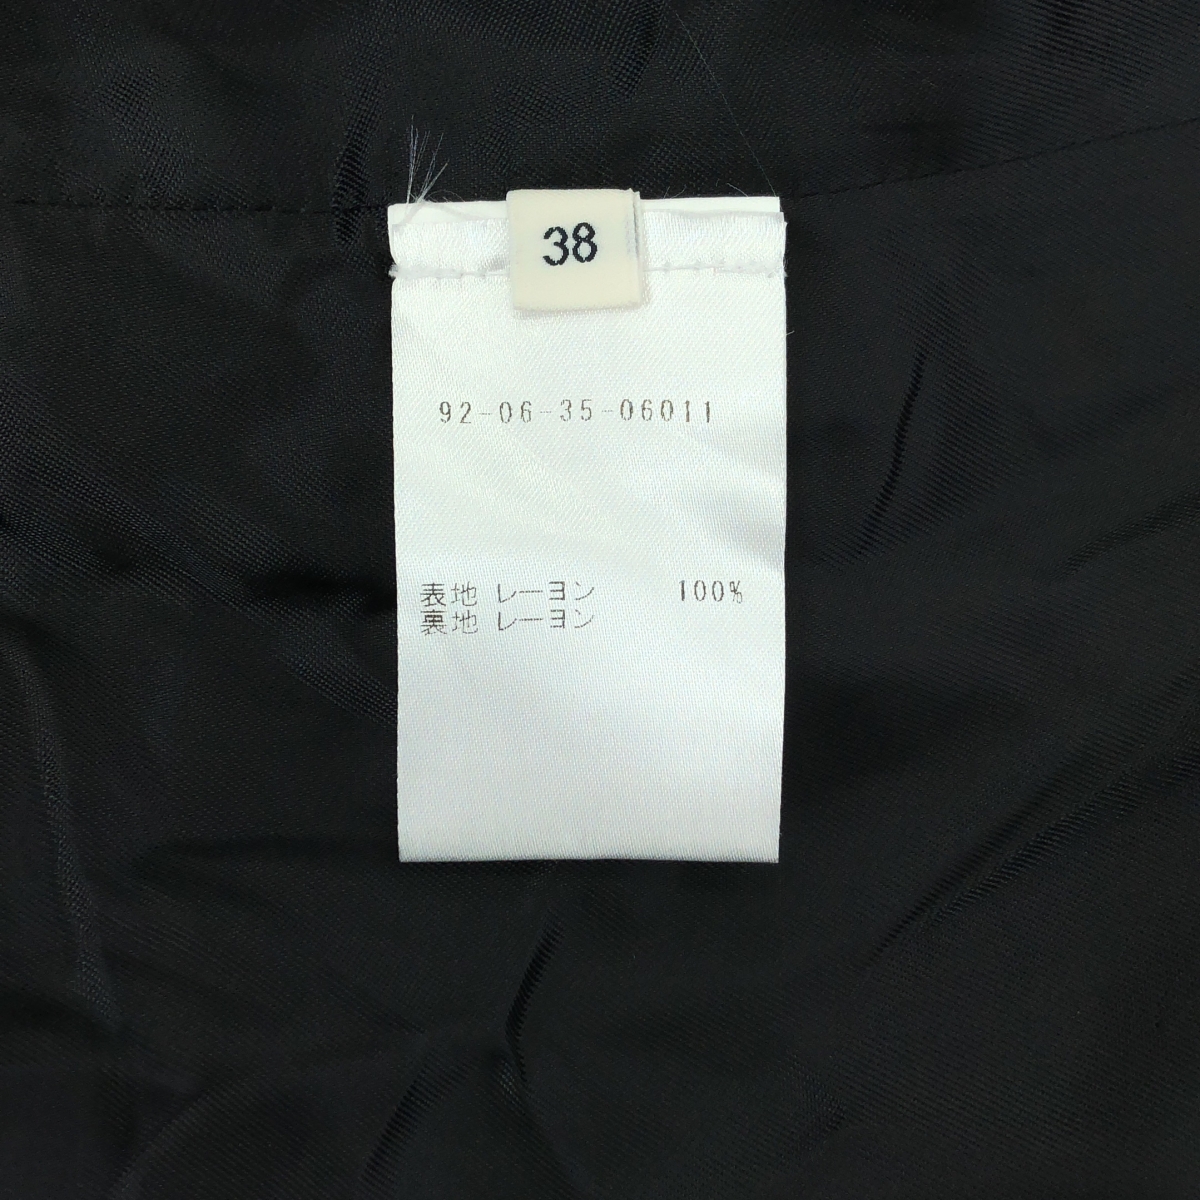 38
92-06-35-06011
表地 レーヨン 100%
裏地 レーヨン